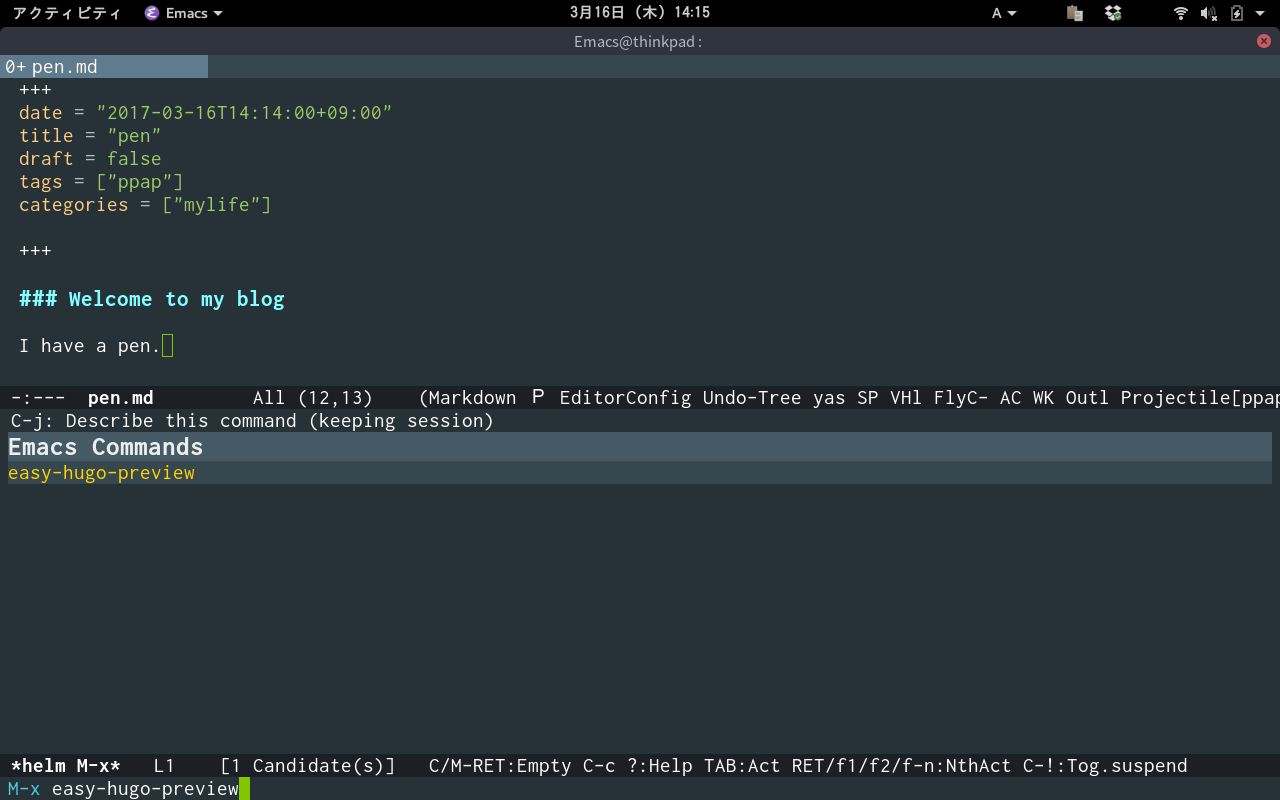 アクティビティ Emacs 3月16日 (木) 14:15 A
Emacs@thinkpad:
0+ pen.md
+++
date = "2017-03-16T14:14:00+09:00"
title = "pen"
draft = false
tags = ["ppap"]
categories = ["mylife"]
+++
### Welcome to my blog
I have a pen.
-:--- pen.md All (12,13) (Markdown P EditorConfig Undo-Tree yas SP VHl FlyC- AC WK Outl Projectile[ppap
C-j: Describe this command (keeping session)
Emacs Commands
easy-hugo-preview
*helm M-x* L1 [1 Candidate(s)] C/M-RET:Empty C-c ?:Help TAB:Act RET/f1/f2/f-n:NthAct C-!:Tog.suspend
M-x easy-hugo-preview